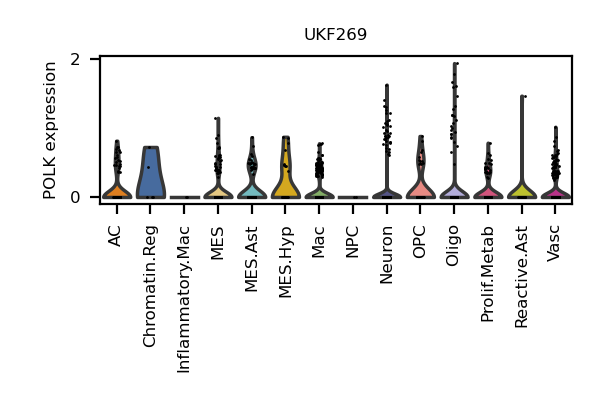 UKF269
POLK expression
2
0
AC
Chromatin.Reg
Inflammatory.Mac
MES
MES.Ast
MES.Hyp
Mac
NPC
Neuron
OPC
Oligo
Prolif.Metab
Reactive.Ast
Vasc